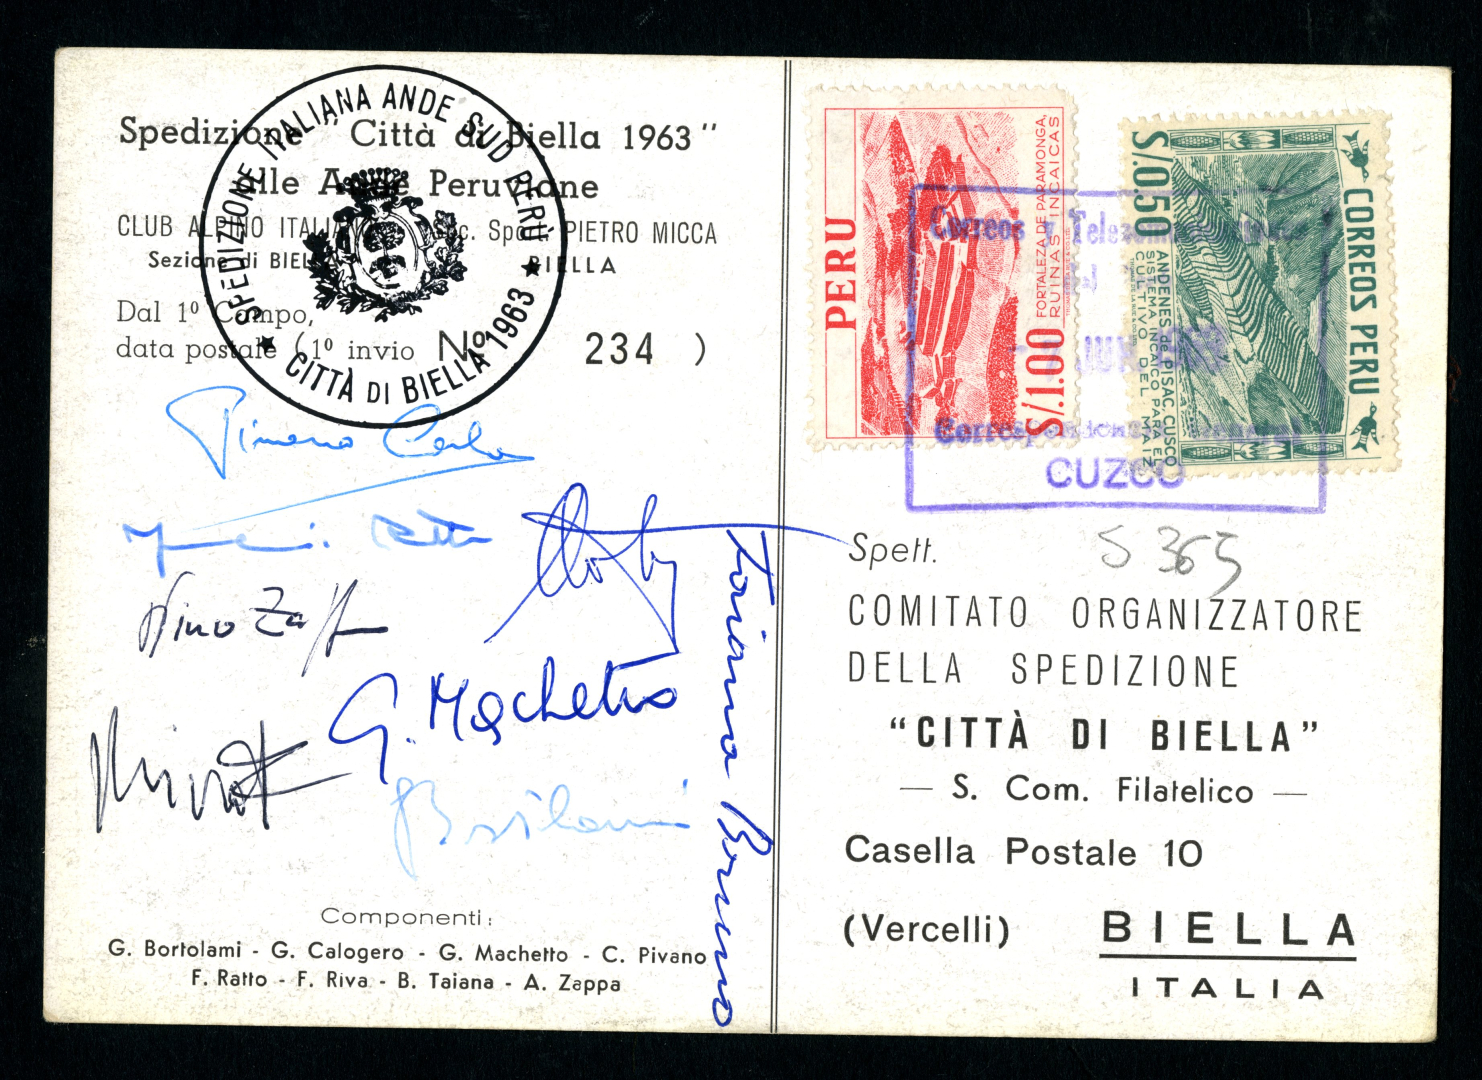 Spedizione "Città di Biella 1963"
alle Ande Peruviane
CLUB ALPINO ITALIANO Soc. Sport. PIETRO MICCA
Sezione di BIELLA BIELLA
Dal 1º Campo,
data postale (1º invio Nº 234 )
SPEDIZIONE ITALIANA ANDE SUD PERÙ
★ CITTÀ DI BIELLA 1963 ★
Pivano Carlo
Nino Zappa
G. Machetto
G Bortolami
Taiana Bruno
Componenti:
G. Bortolami - G. Calogero - G. Machetto - C. Pivano
F. Ratto - F. Riva - B. Taiana - A. Zappa
PERU
S/.1.00
FORTALEZA DE PARAMONGA,
RUINAS INCAICAS
S/.0.50
CORREOS PERU
ANDENES de PISAC. CUSCO
SISTEMA INCAICO PARA EL
CULTIVO DEL MAIZ
Correos y
JUN
CUZCO
S 365
Spett.
COMITATO ORGANIZZATORE
DELLA SPEDIZIONE
"CITTÀ DI BIELLA"
— S. Com. Filatelico —
Casella Postale 10
(Vercelli) BIELLA
ITALIA